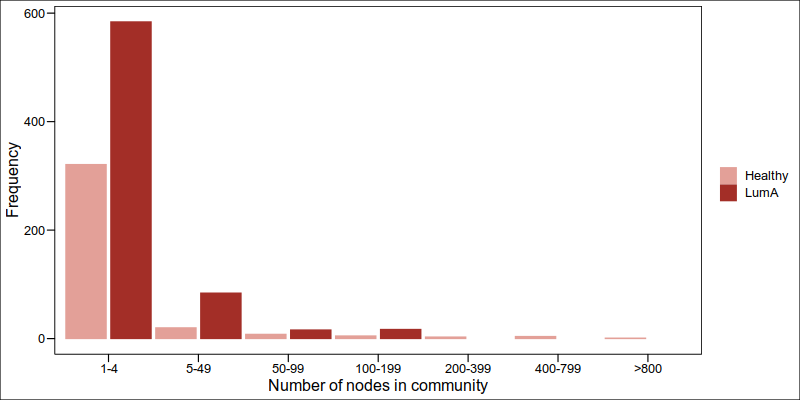 600
400
200
0
Frequency
1-4 5-49 50-99 100-199 200-399 400-799 >800
Number of nodes in community
Healthy
LumA